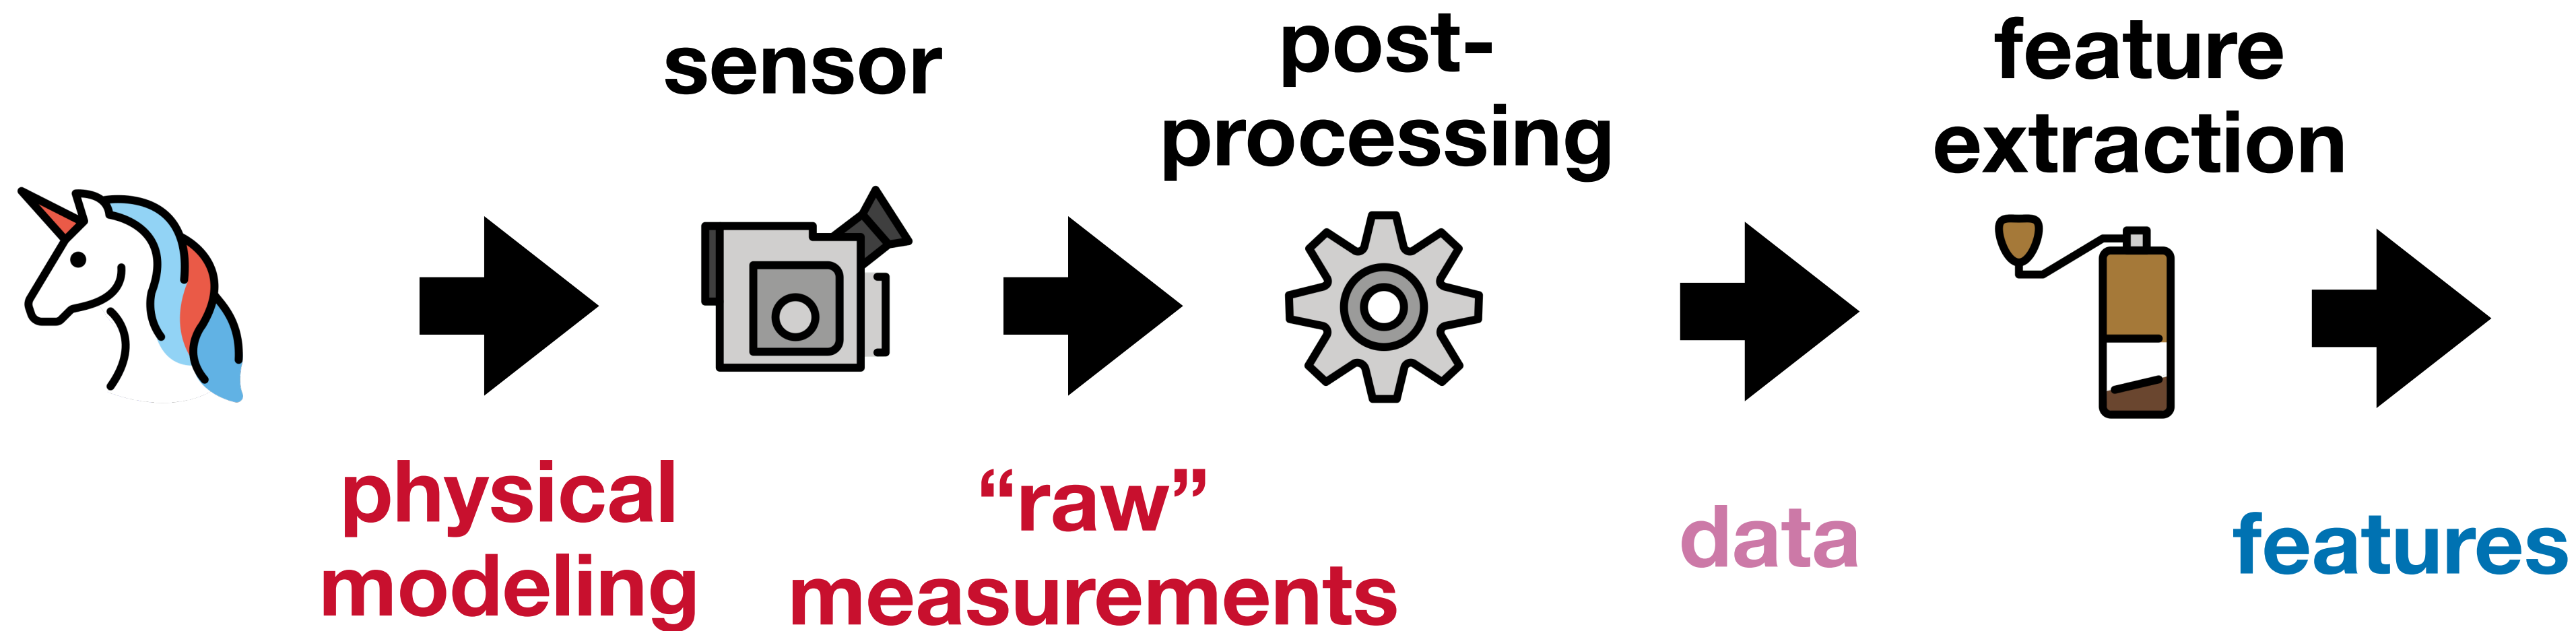 sensor
post-
processing
feature
extraction
physical
modeling
“raw”
measurements
data
features